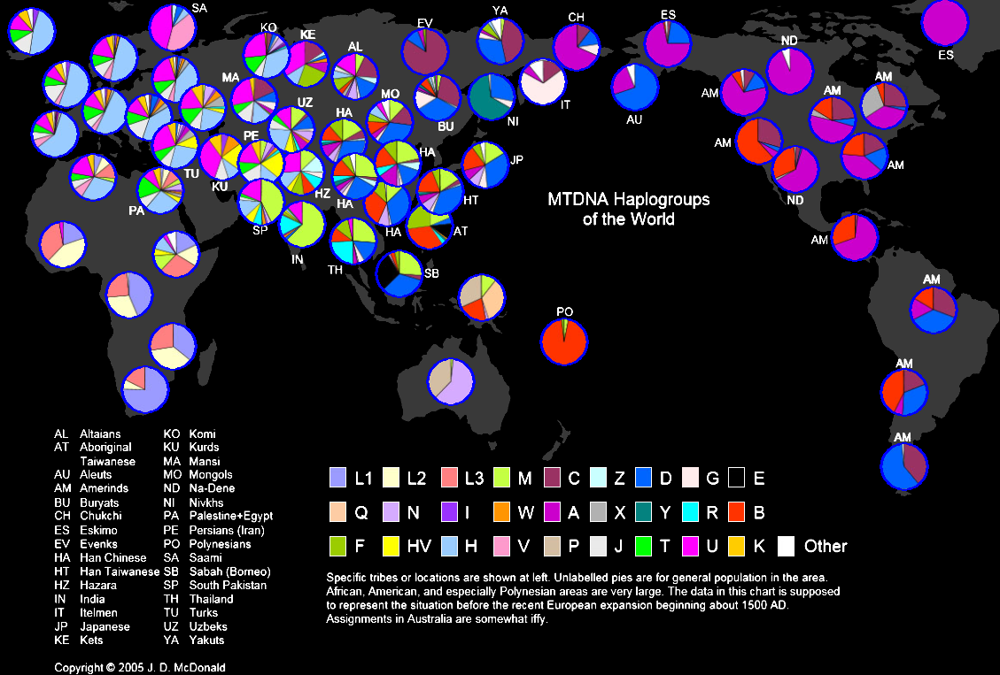 SA
KO
KE
AL
EV
YA
CH
ES
ND
ES
MA
UZ
HA
MO
BU
NI
IT
AU
AM
AM
AM
PE
HA
JP
AM
AM
TU
KU
HZ
HA
HT
ND
PA
SP
IN
TH
HA
AT
SB
AM
MTDNA Haplogroups
of the World
PO
AM
AM
AM
AL Altaians
AT Aboriginal
Taiwanese
AU Aleuts
AM Amerinds
BU Buryats
CH Chukchi
ES Eskimo
EV Evenks
HA Han Chinese
HT Han Taiwanese
HZ Hazara
IN India
IT Itelmen
JP Japanese
KE Kets
KO Komi
KU Kurds
MA Mansi
MO Mongols
ND Na-Dene
NI Nivkhs
PA Palestine+Egypt
PE Persians (Iran)
PO Polynesians
SA Saami
SB Sabah (Borneo)
SP South Pakistan
TH Thailand
TU Turks
UZ Uzbeks
YA Yakuts
L1 L2 L3 M C Z D G E
Q N I W A X Y R B
F HV H V P J T U K Other
Specific tribes or locations are shown at left. Unlabelled pies are for general population in the area.
African, American, and especially Polynesian areas are very large. The data in this chart is supposed
to represent the situation before the recent European expansion beginning about 1500 AD.
Assignments in Australia are somewhat iffy.
Copyright © 2005 J. D. McDonald